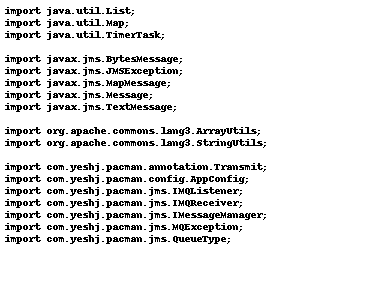 import java.util.List;
import java.util.Map;
import java.util.TimerTask;

import javax.jms.BytesMessage;
import javax.jms.JMSException;
import javax.jms.MapMessage;
import javax.jms.Message;
import javax.jms.TextMessage;

import org.apache.commons.lang3.ArrayUtils;
import org.apache.commons.lang3.StringUtils;

import com.yeshj.pacman.annotation.Transmit;
import com.yeshj.pacman.config.AppConfig;
import com.yeshj.pacman.jms.IMQListener;
import com.yeshj.pacman.jms.IMQReceiver;
import com.yeshj.pacman.jms.IMessageManager;
import com.yeshj.pacman.jms.MQException;
import com.yeshj.pacman.jms.QueueType;